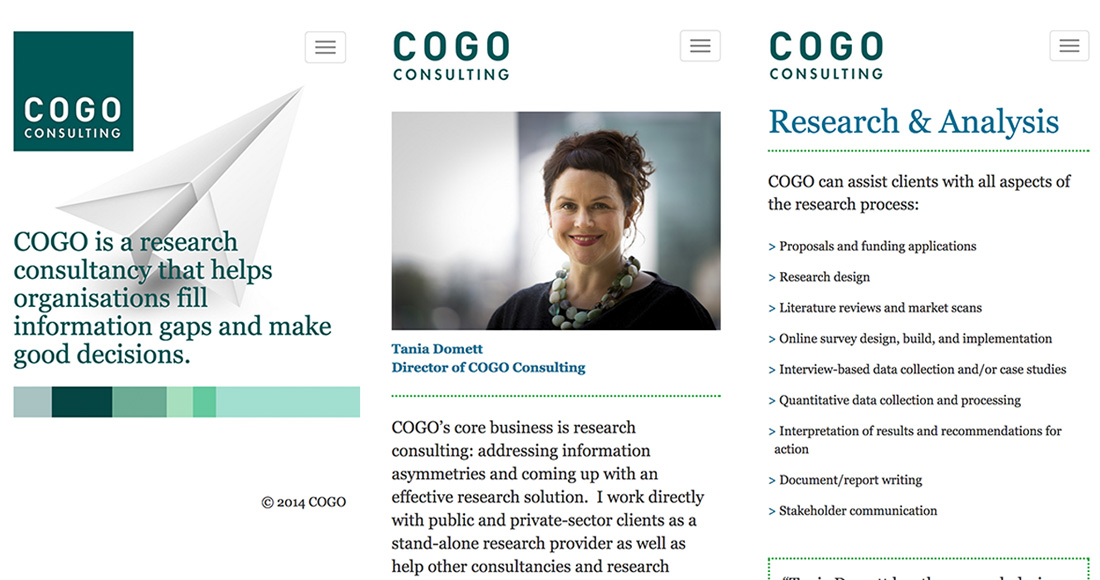 COGO
CONSULTING
COGO is a research
consultancy that helps
organisations fill
information gaps and make
good decisions.
© 2014 COGO
COGO
CONSULTING
Tania Domett
Director of COGO Consulting
COGO’s core business is research
consulting: addressing information
asymmetries and coming up with an
effective research solution.  I work directly
with public and private-sector clients as a
stand-alone research provider as well as
help other consultancies and research
COGO
CONSULTING
Research & Analysis
COGO can assist clients with all aspects of
the research process:
> Proposals and funding applications
> Research design
> Literature reviews and market scans
> Online survey design, build, and implementation
> Interview-based data collection and/or case studies
> Quantitative data collection and processing
> Interpretation of results and recommendations for
action
> Document/report writing
> Stakeholder communication